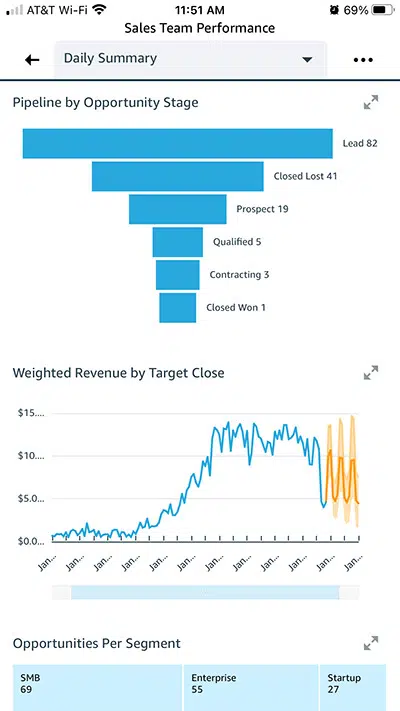 AT&T Wi-Fi 11:51 AM 69%
Sales Team Performance
Daily Summary
Pipeline by Opportunity Stage
Lead 82
Closed Lost 41
Prospect 19
Qualified 5
Contracting 3
Closed Won 1
Weighted Revenue by Target Close
$15....
$10....
$5.0...
$0.0...
Jan... Jan... Jan... Jan... Jan... Jan... Jan... Jan... Jan... Jan... Jan... Jan...
Opportunities Per Segment
SMB Enterprise Startup
69 55 27